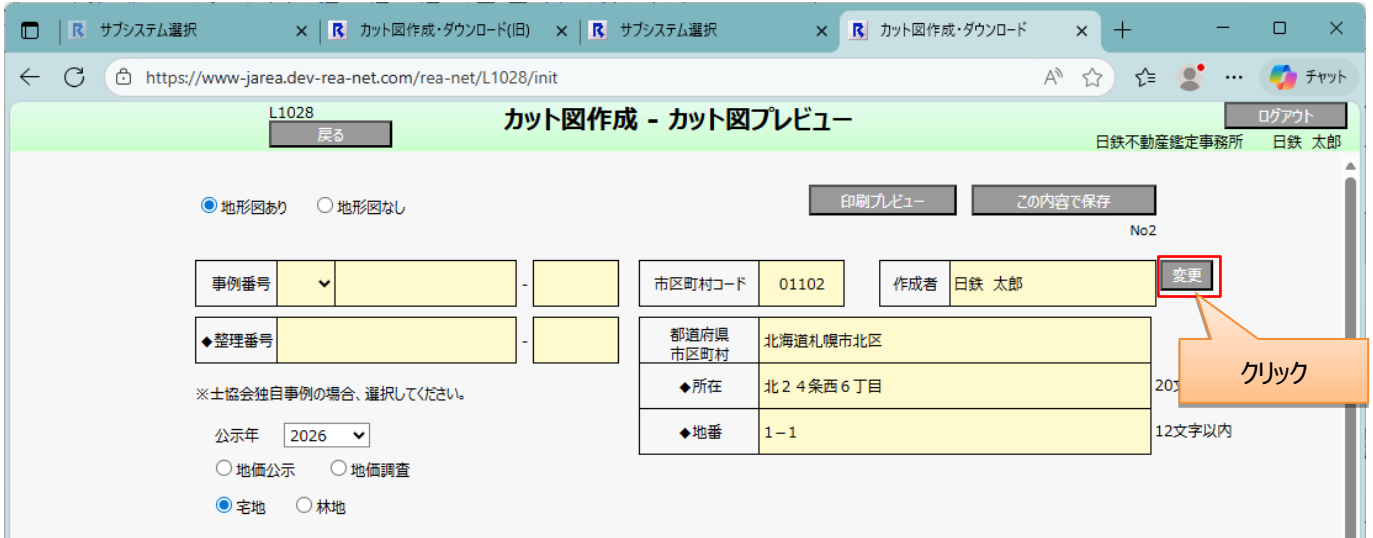 サブシステム選択
カット図作成・ダウンロード(旧)
サブシステム選択
カット図作成・ダウンロード
https://www-jarea.dev-rea-net.com/rea-net/L1028/init
チャット
L1028
戻る
カット図作成 - カット図プレビュー
ログアウト
日鉄不動産鑑定事務所 日鉄 太郎
地形図あり 地形図なし
印刷プレビュー この内容で保存
No2
事例番号 - 市区町村コード 01102 作成者 日鉄 太郎 変更
◆整理番号 - 都道府県
市区町村 北海道札幌市北区
クリック
※士協会独自事例の場合、選択してください。
◆所在 北24条西6丁目
公示年 2026
◆地番 1-1 12文字以内
地価公示 地価調査
宅地 林地